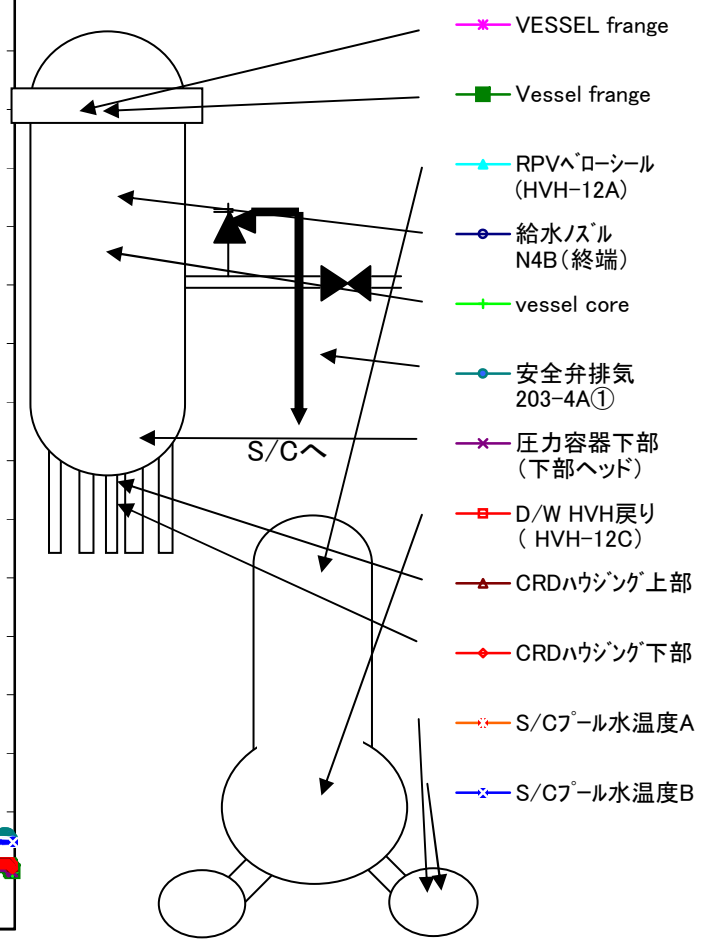 VESSEL frange
Vessel frange
RPVﾍﾞﾛｰｼｰﾙ
(HVH-12A)
給水ﾉｽﾞﾙ
N4B(終端)
vessel core
安全弁排気
203-4A①
圧力容器下部
(下部ヘッド)
D/W HVH戻り
( HVH-12C)
CRDﾊｳｼﾞﾝｸﾞ上部
CRDﾊｳｼﾞﾝｸﾞ下部
S/Cﾌﾟｰﾙ水温度A
S/Cﾌﾟｰﾙ水温度B
S/Cへ